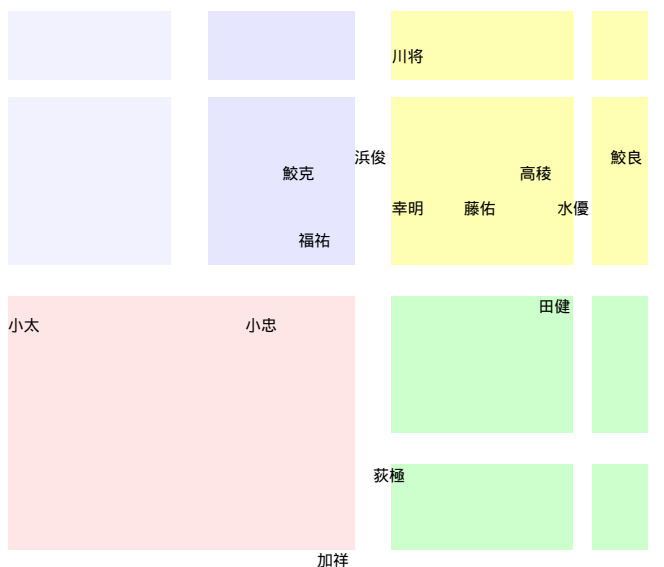 川将
浜俊
鮫良
鮫克
高稜
幸明
藤佑
水優
福祐
田健
小太
小忠
荻極
加祥